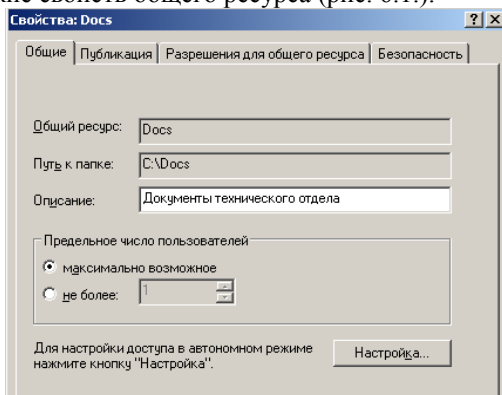 кие свойств общего ресурса (рис. 6.1.).
Свойства: Docs
Общие Публикация Разрешения для общего ресурса Безопасность
Общий ресурс: Docs
Путь к папке: C:\Docs
Описание: Документы технического отдела
Предельное число пользователей
максимально возможное
не более: 1
Для настройки доступа в автономном режиме
нажмите кнопку "Настройка".
Настройка...